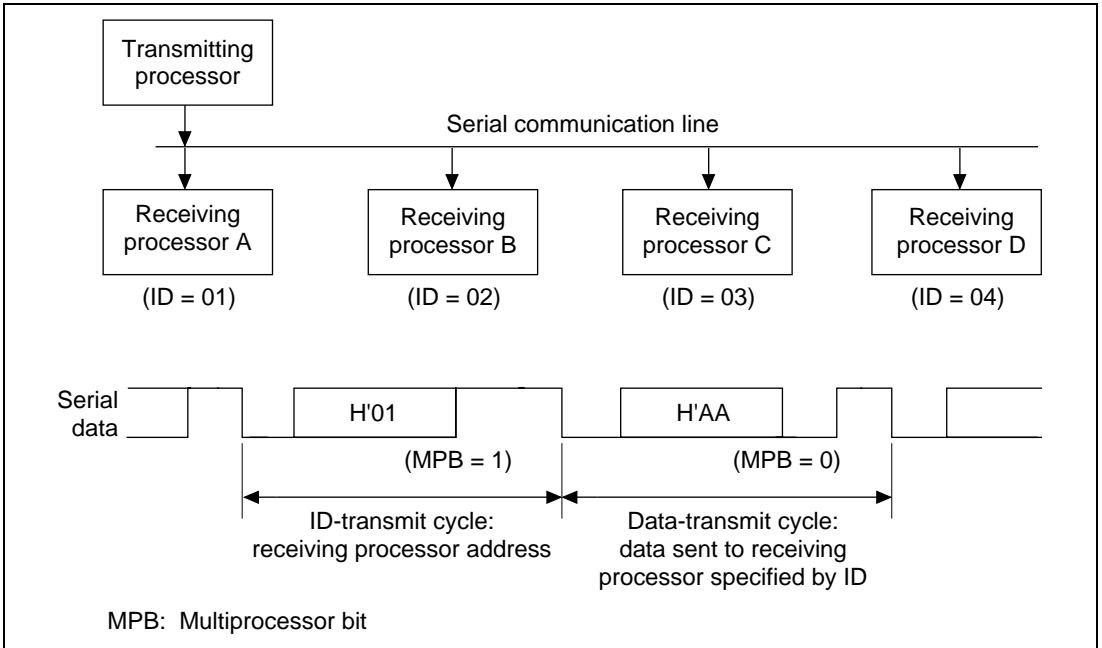 Transmitting
processor
Serial communication line
Receiving
processor A
Receiving
processor B
Receiving
processor C
Receiving
processor D
(ID = 01)
(ID = 02)
(ID = 03)
(ID = 04)
Serial
data
H'01
H'AA
(MPB = 1)
(MPB = 0)
ID-transmit cycle:
receiving processor address
Data-transmit cycle:
data sent to receiving
processor specified by ID
MPB: Multiprocessor bit